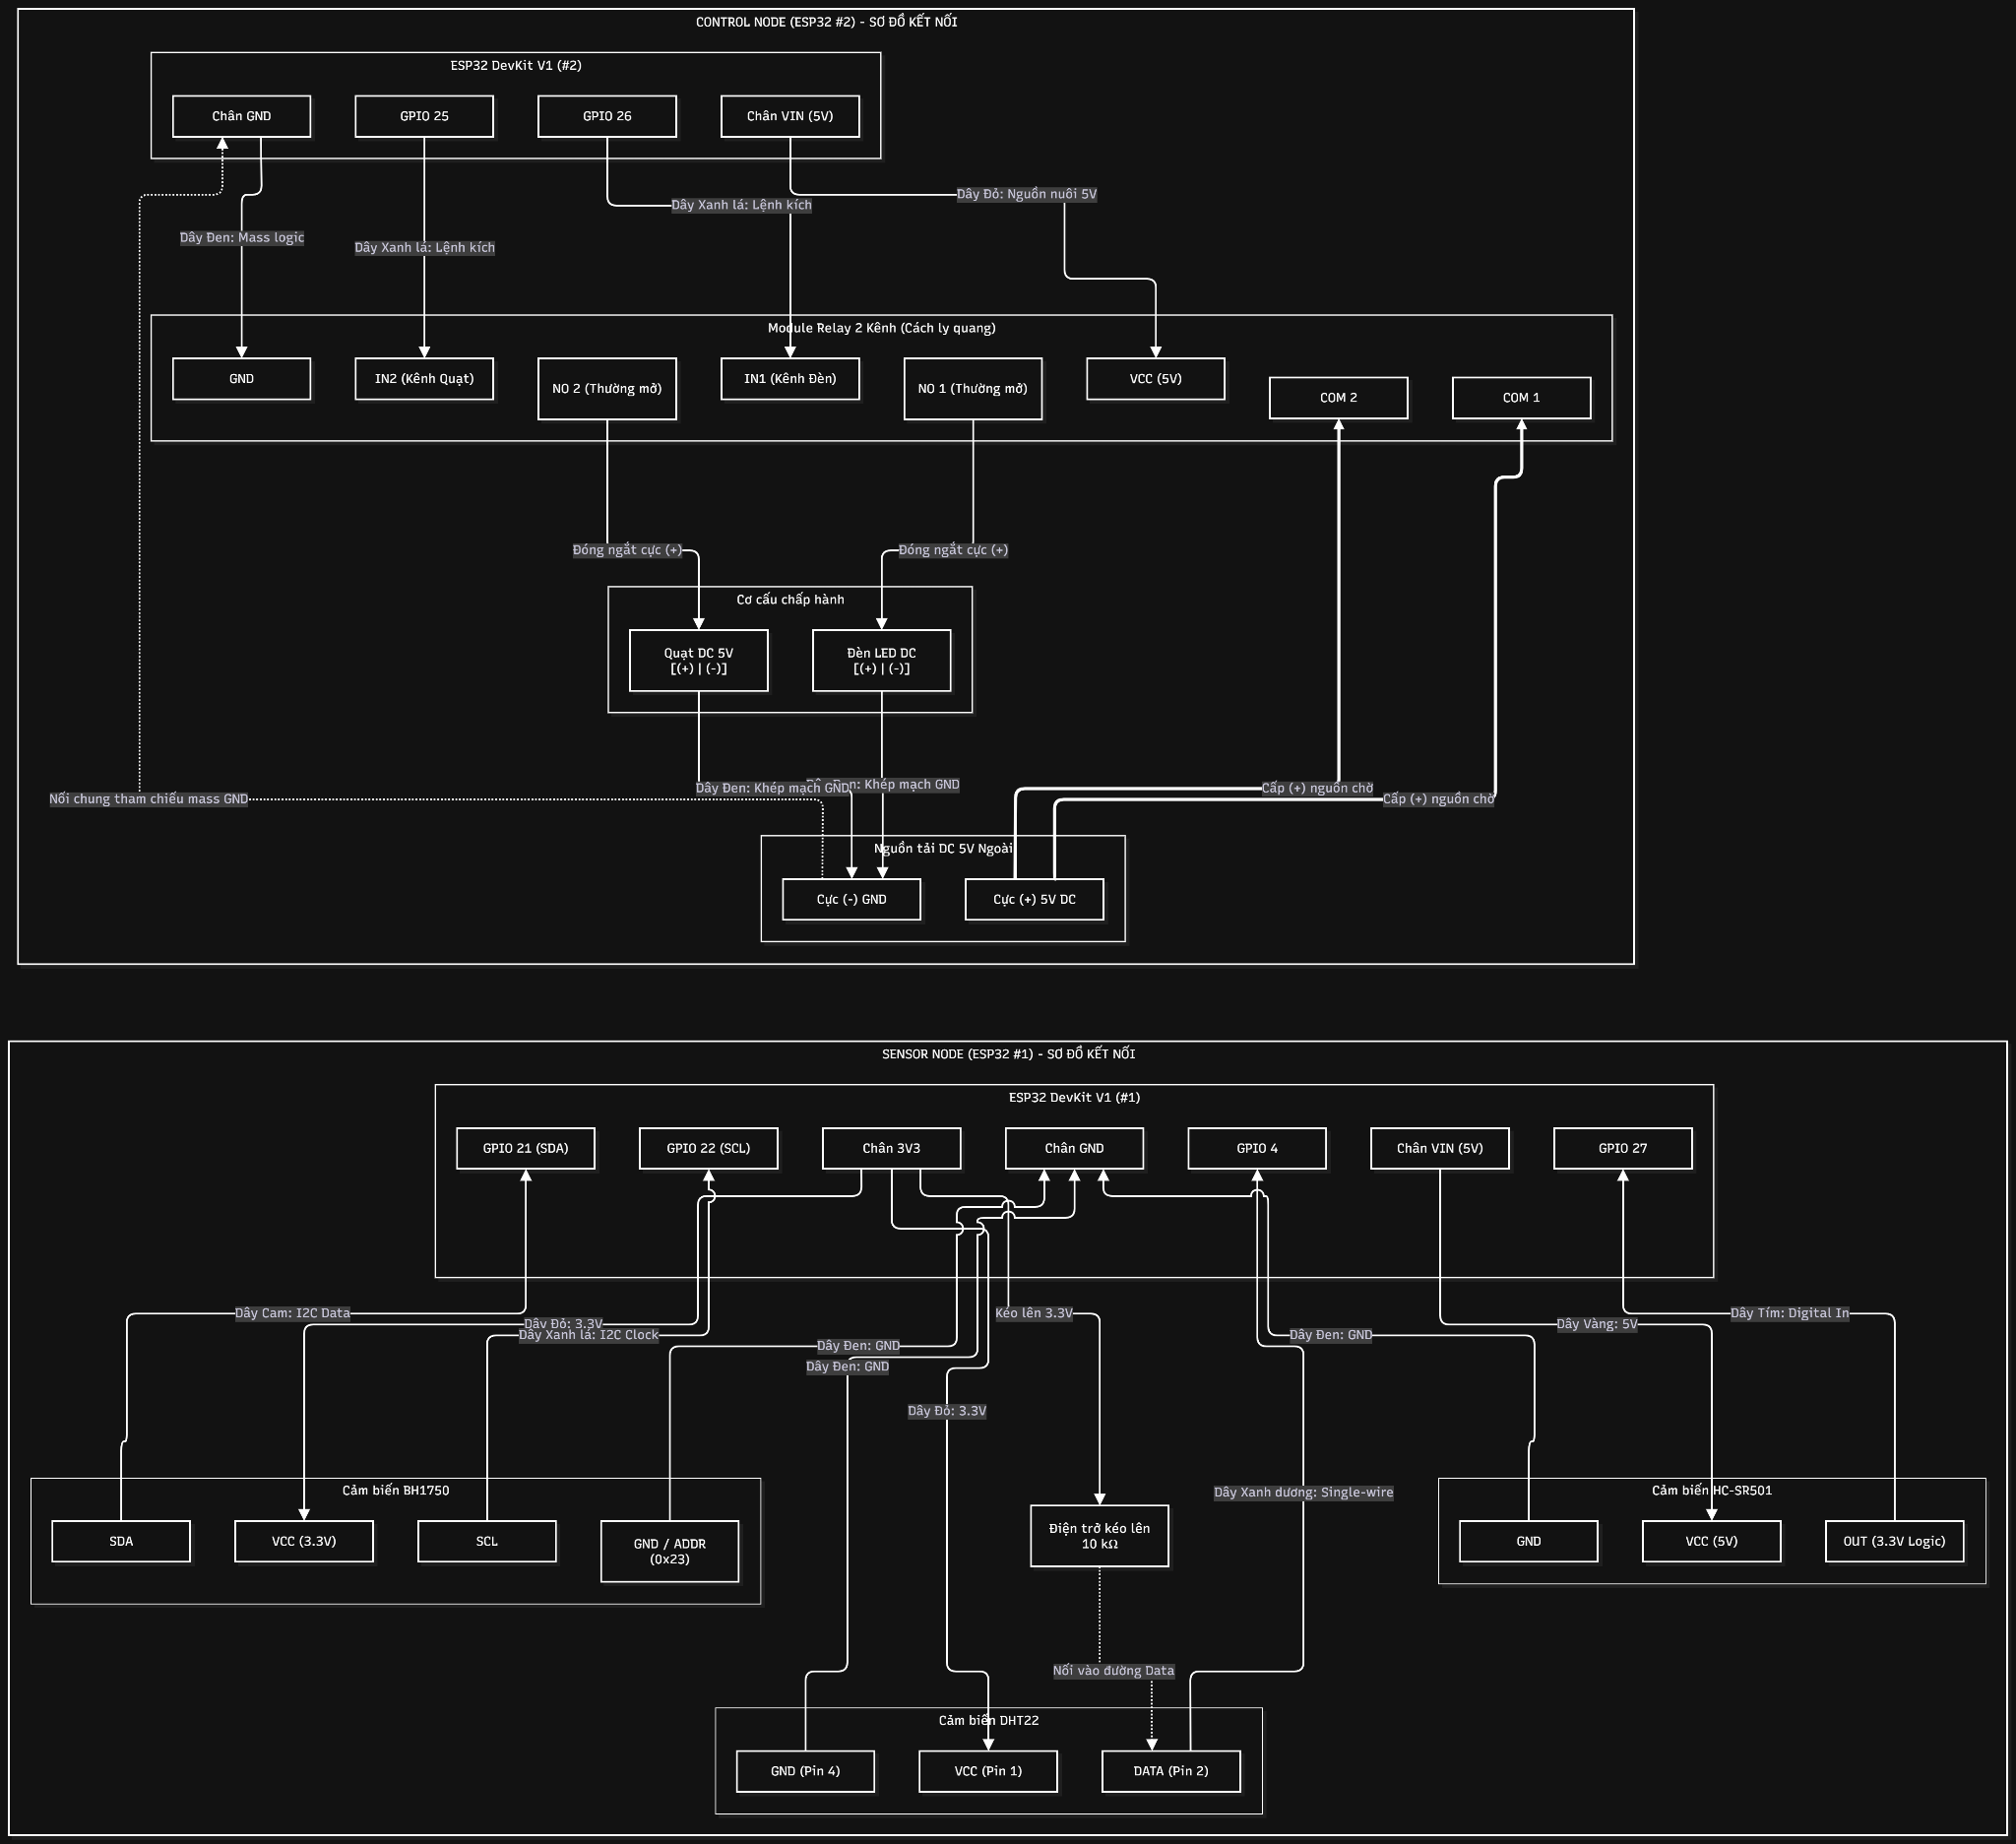 CONTROL NODE (ESP32 #2) - SƠ ĐỒ KẾT NỐI
ESP32 DevKit V1 (#2)
Chân GND
GPIO 25
GPIO 26
Chân VIN (5V)
Dây Đỏ: Nguồn nuôi 5V
Dây Xanh lá: Lệnh kích
Dây Đen: Mass logic
Dây Xanh lá: Lệnh kích
Module Relay 2 Kênh (Cách ly quang)
GND
IN2 (Kênh Quạt)
NO 2 (Thường mở)
IN1 (Kênh Đèn)
NO 1 (Thường mở)
VCC (5V)
COM 2
COM 1
Đóng ngắt cực (+)
Đóng ngắt cực (+)
Cơ cấu chấp hành
Quạt DC 5V
[(+) | (-)]
Đèn LED DC
[(+) | (-)]
Dây Đen: Khép mạch GND
n: Khép mạch GND
Cấp (+) nguồn chờ
Cấp (+) nguồn chờ
Nối chung tham chiếu mass GND
Nguồn tải DC 5V Ngoài
Cực (-) GND
Cực (+) 5V DC
SENSOR NODE (ESP32 #1) - SƠ ĐỒ KẾT NỐI
ESP32 DevKit V1 (#1)
GPIO 21 (SDA)
GPIO 22 (SCL)
Chân 3V3
Chân GND
GPIO 4
Chân VIN (5V)
GPIO 27
Dây Cam: I2C Data
Dây Đỏ: 3.3V
Dây Xanh lá: I2C Clock
Dây Đen: GND
Dây Đen: GND
Kéo lên 3.3V
Dây Đen: GND
Dây Vàng: 5V
Dây Tím: Digital In
Dây Đỏ: 3.3V
Dây Xanh dương: Single-wire
Cảm biến BH1750
SDA
VCC (3.3V)
SCL
GND / ADDR
(0x23)
Điện trở kéo lên
10 kΩ
Cảm biến HC-SR501
GND
VCC (5V)
OUT (3.3V Logic)
Nối vào đường Data
Cảm biến DHT22
GND (Pin 4)
VCC (Pin 1)
DATA (Pin 2)